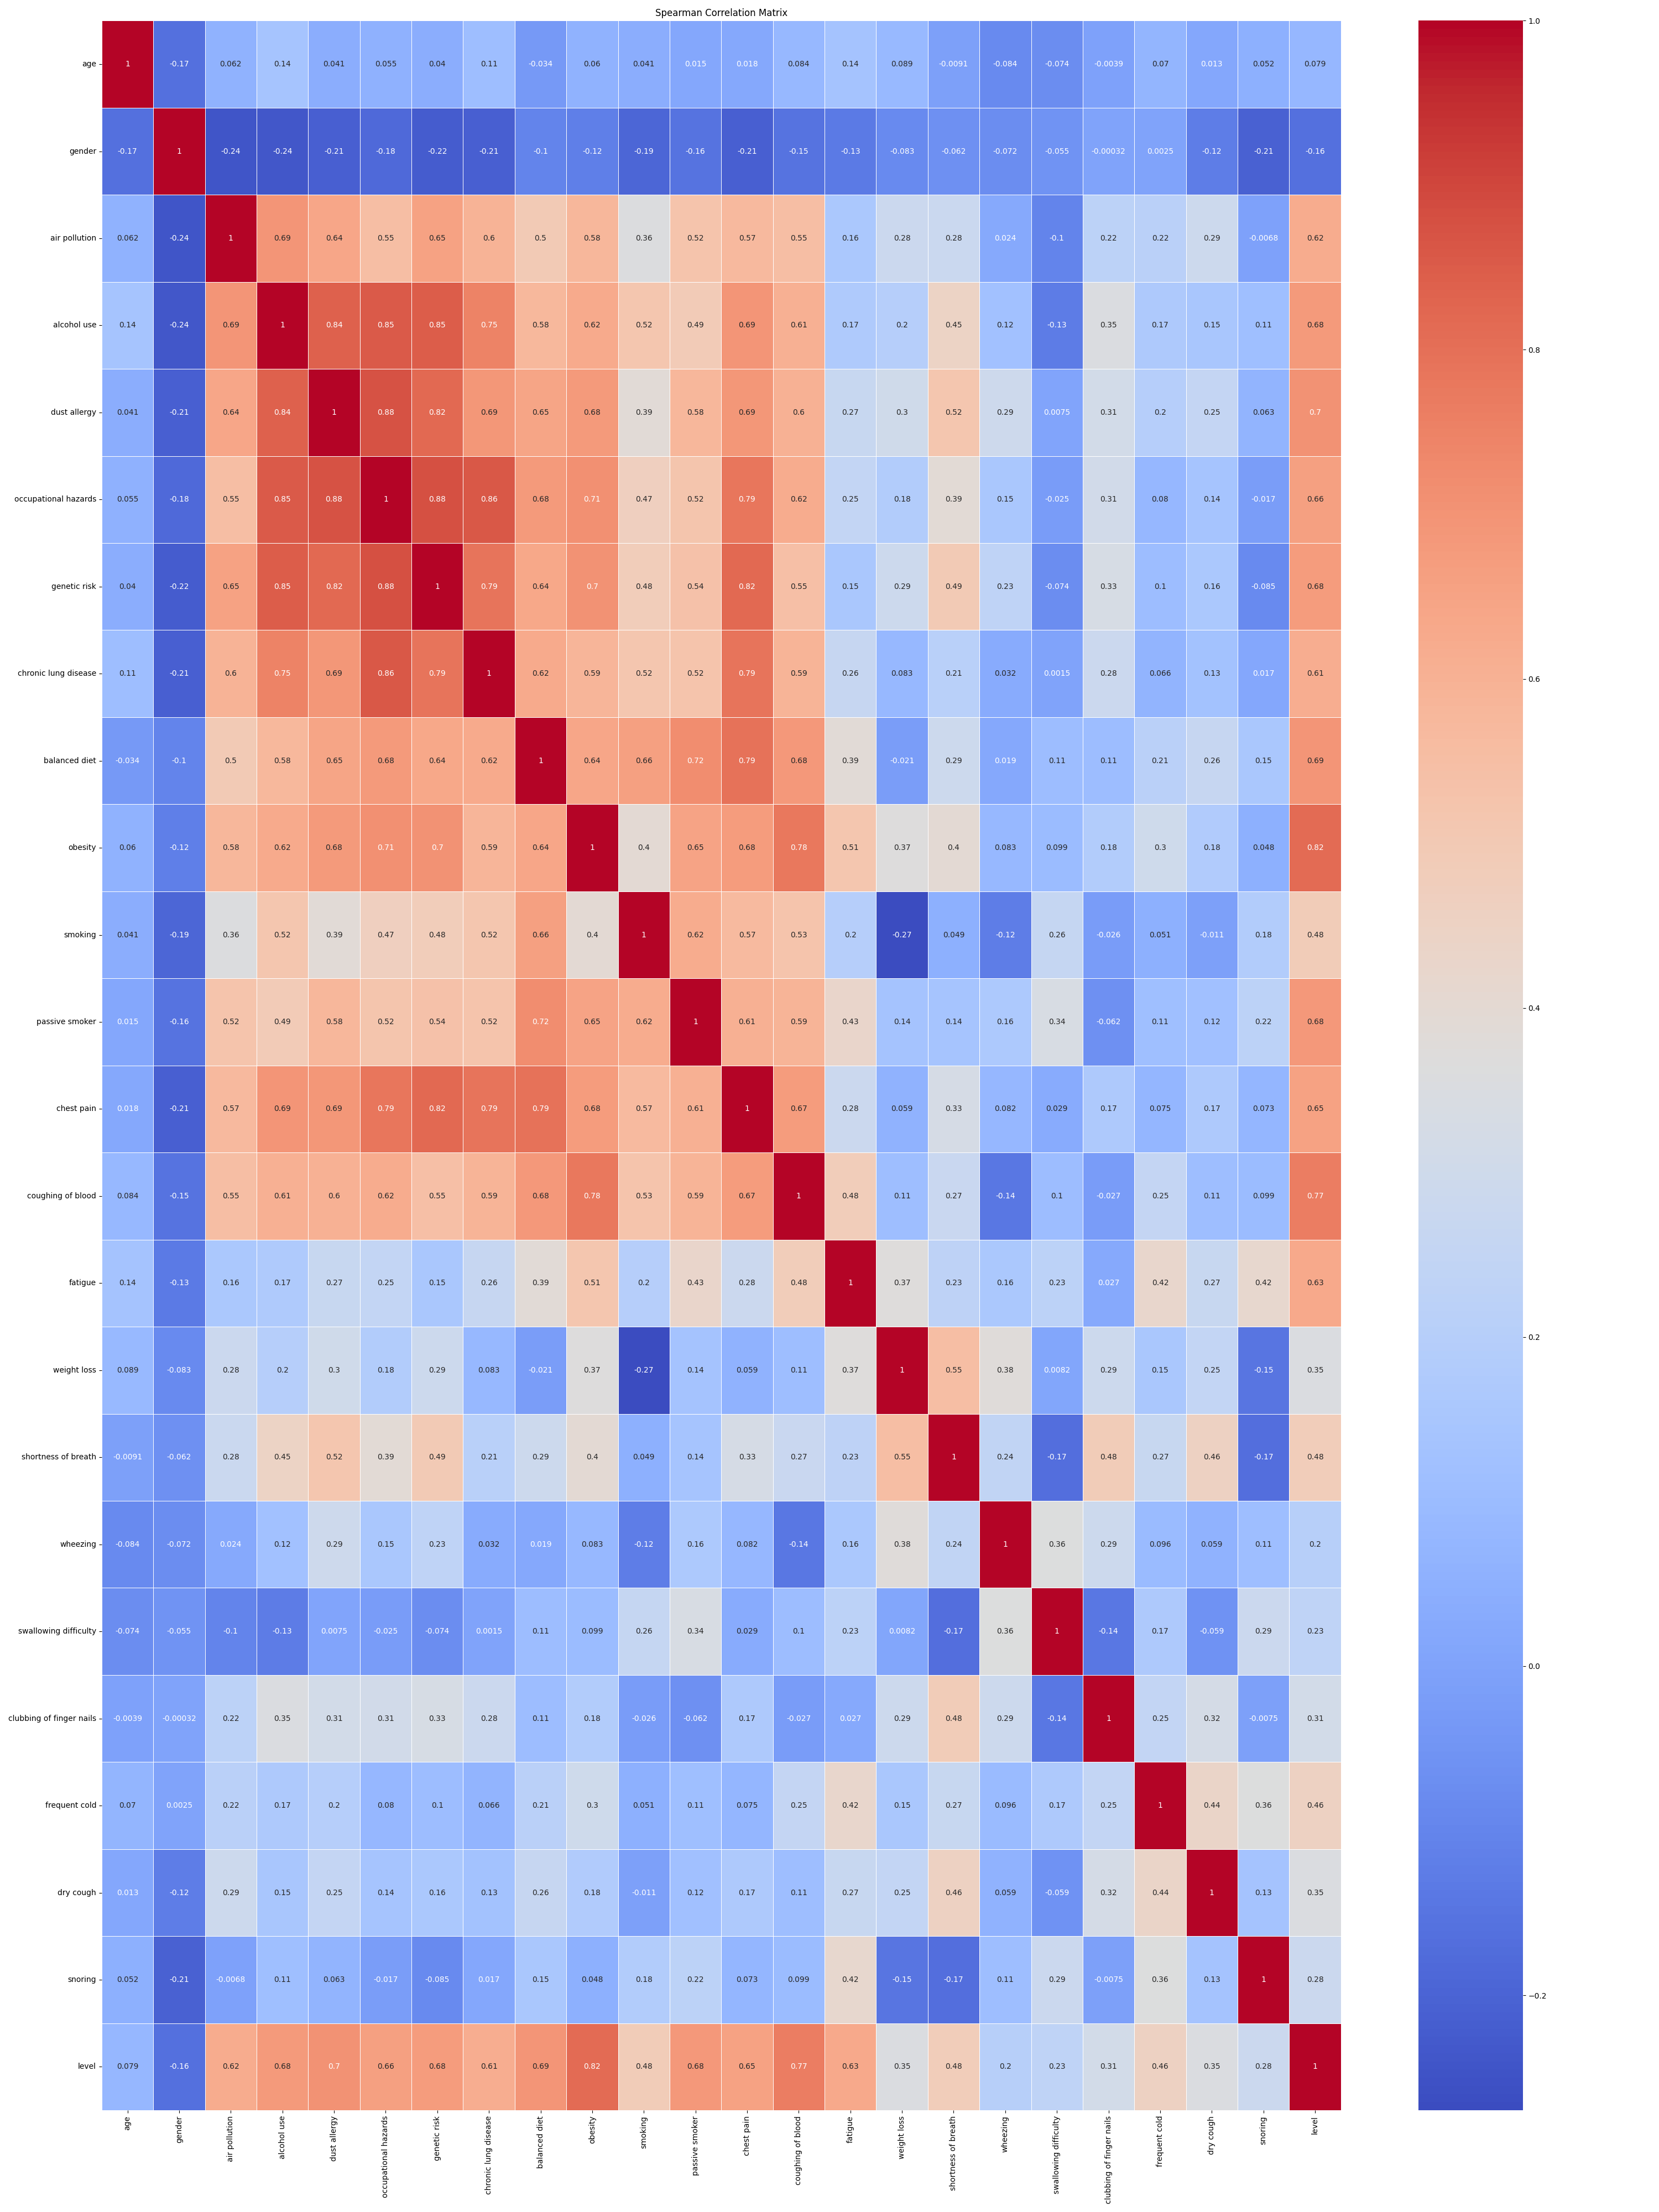 Spearman Correlation Matrix
age 1 -0.17 0.062 0.14 0.041 0.055 0.04 0.11 -0.034 0.06 0.041 0.015 0.018 0.084 0.14 0.089 -0.0091 -0.084 -0.074 -0.0039 0.07 0.013 0.052 0.079
gender -0.17 1 -0.24 -0.24 -0.21 -0.18 -0.22 -0.21 -0.1 -0.12 -0.19 -0.16 -0.21 -0.15 -0.13 -0.083 -0.062 -0.072 -0.055 -0.00032 0.0025 -0.12 -0.21 -0.16
air pollution 0.062 -0.24 1 0.69 0.64 0.55 0.65 0.6 0.5 0.58 0.36 0.52 0.57 0.55 0.16 0.28 0.28 0.024 -0.1 0.22 0.22 0.29 -0.0068 0.62
alcohol use 0.14 -0.24 0.69 1 0.84 0.85 0.85 0.75 0.58 0.62 0.52 0.49 0.69 0.61 0.17 0.2 0.45 0.12 -0.13 0.35 0.17 0.15 0.11 0.68
dust allergy 0.041 -0.21 0.64 0.84 1 0.88 0.82 0.69 0.65 0.68 0.39 0.58 0.69 0.6 0.27 0.3 0.52 0.29 0.0075 0.31 0.2 0.25 0.063 0.7
occupational hazards 0.055 -0.18 0.55 0.85 0.88 1 0.88 0.86 0.68 0.71 0.47 0.52 0.79 0.62 0.25 0.18 0.39 0.15 -0.025 0.31 0.08 0.14 -0.017 0.66
genetic risk 0.04 -0.22 0.65 0.85 0.82 0.88 1 0.79 0.64 0.7 0.48 0.54 0.82 0.55 0.15 0.29 0.49 0.23 -0.074 0.33 0.1 0.16 -0.085 0.68
chronic lung disease 0.11 -0.21 0.6 0.75 0.69 0.86 0.79 1 0.62 0.59 0.52 0.52 0.79 0.59 0.26 0.083 0.21 0.032 0.0015 0.28 0.066 0.13 0.017 0.61
balanced diet -0.034 -0.1 0.5 0.58 0.65 0.68 0.64 0.62 1 0.64 0.66 0.72 0.79 0.68 0.39 -0.021 0.29 0.019 0.11 0.11 0.21 0.26 0.15 0.69
obesity 0.06 -0.12 0.58 0.62 0.68 0.71 0.7 0.59 0.64 1 0.4 0.65 0.68 0.78 0.51 0.37 0.4 0.083 0.099 0.18 0.3 0.18 0.048 0.82
smoking 0.041 -0.19 0.36 0.52 0.39 0.47 0.48 0.52 0.66 0.4 1 0.62 0.57 0.53 0.2 -0.27 0.049 -0.12 0.26 -0.026 0.051 -0.011 0.18 0.48
passive smoker 0.015 -0.16 0.52 0.49 0.58 0.52 0.54 0.52 0.72 0.65 0.62 1 0.61 0.59 0.43 0.14 0.14 0.16 0.34 -0.062 0.11 0.12 0.22 0.68
chest pain 0.018 -0.21 0.57 0.69 0.69 0.79 0.82 0.79 0.79 0.68 0.57 0.61 1 0.67 0.28 0.059 0.33 0.082 0.029 0.17 0.075 0.17 0.073 0.65
coughing of blood 0.084 -0.15 0.55 0.61 0.6 0.62 0.55 0.59 0.68 0.78 0.53 0.59 0.67 1 0.48 0.11 0.27 -0.14 0.1 -0.027 0.25 0.11 0.099 0.77
fatigue 0.14 -0.13 0.16 0.17 0.27 0.25 0.15 0.26 0.39 0.51 0.2 0.43 0.28 0.48 1 0.37 0.23 0.16 0.23 0.027 0.42 0.27 0.42 0.63
weight loss 0.089 -0.083 0.28 0.2 0.3 0.18 0.29 0.083 -0.021 0.37 -0.27 0.14 0.059 0.11 0.37 1 0.55 0.38 0.0082 0.29 0.15 0.25 -0.15 0.35
shortness of breath -0.0091 -0.062 0.28 0.45 0.52 0.39 0.49 0.21 0.29 0.4 0.049 0.14 0.33 0.27 0.23 0.55 1 0.24 -0.17 0.48 0.27 0.46 -0.17 0.48
wheezing -0.084 -0.072 0.024 0.12 0.29 0.15 0.23 0.032 0.019 0.083 -0.12 0.16 0.082 -0.14 0.16 0.38 0.24 1 0.36 0.29 0.096 0.059 0.11 0.2
swallowing difficulty -0.074 -0.055 -0.1 -0.13 0.0075 -0.025 -0.074 0.0015 0.11 0.099 0.26 0.34 0.029 0.1 0.23 0.0082 -0.17 0.36 1 -0.14 0.17 -0.059 0.29 0.23
clubbing of finger nails -0.0039 -0.00032 0.22 0.35 0.31 0.31 0.33 0.28 0.11 0.18 -0.026 -0.062 0.17 -0.027 0.027 0.29 0.48 0.29 -0.14 1 0.25 0.32 -0.0075 0.31
frequent cold 0.07 0.0025 0.22 0.17 0.2 0.08 0.1 0.066 0.21 0.3 0.051 0.11 0.075 0.25 0.42 0.15 0.27 0.096 0.17 0.25 1 0.44 0.36 0.46
dry cough 0.013 -0.12 0.29 0.15 0.25 0.14 0.16 0.13 0.26 0.18 -0.011 0.12 0.17 0.11 0.27 0.25 0.46 0.059 -0.059 0.32 0.44 1 0.13 0.35
snoring 0.052 -0.21 -0.0068 0.11 0.063 -0.017 -0.085 0.017 0.15 0.048 0.18 0.22 0.073 0.099 0.42 -0.15 -0.17 0.11 0.29 -0.0075 0.36 0.13 1 0.28
level 0.079 -0.16 0.62 0.68 0.7 0.66 0.68 0.61 0.69 0.82 0.48 0.68 0.65 0.77 0.63 0.35 0.48 0.2 0.23 0.31 0.46 0.35 0.28 1
age
gender
air pollution
alcohol use
dust allergy
occupational hazards
genetic risk
chronic lung disease
balanced diet
obesity
smoking
passive smoker
chest pain
coughing of blood
fatigue
weight loss
shortness of breath
wheezing
swallowing difficulty
clubbing of finger nails
frequent cold
dry cough
snoring
level
1.0
0.8
0.6
0.4
0.2
0.0
−0.2